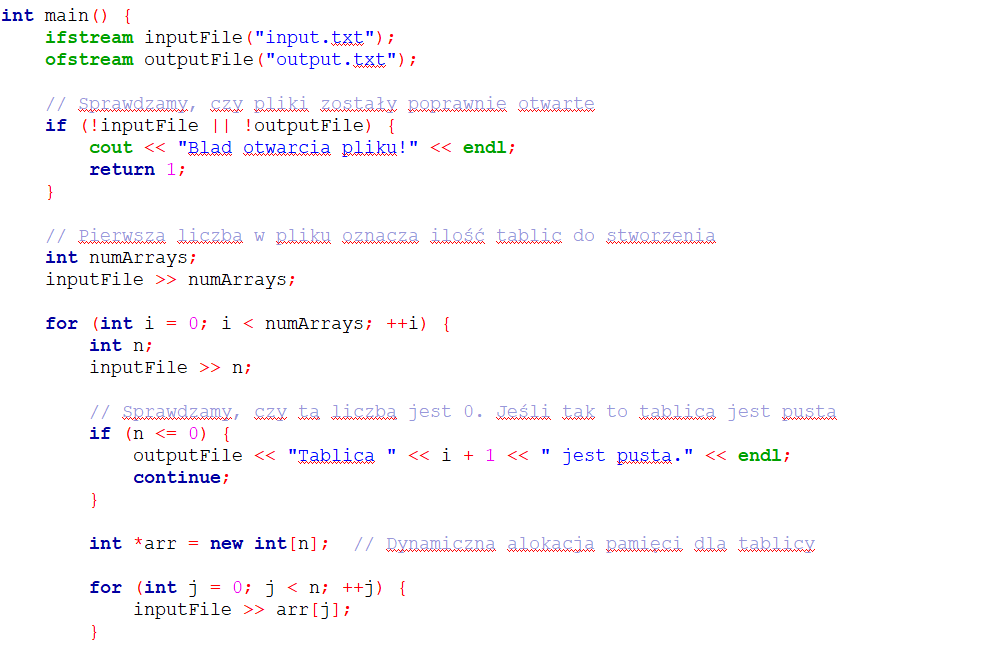 int main() {
    ifstream inputFile("input.txt");
    ofstream outputFile("output.txt");
    // Sprawdzamy, czy pliki zostały poprawnie otwarte
    if (!inputFile || !outputFile) {
        cout << "Blad otwarcia pliku!" << endl;
        return 1;
    }
    // Pierwsza liczba w pliku oznacza ilość tablic do stworzenia
    int numArrays;
    inputFile >> numArrays;
    for (int i = 0; i < numArrays; ++i) {
        int n;
        inputFile >> n;
        // Sprawdzamy, czy ta liczba jest 0. Jeśli tak to tablica jest pusta
        if (n <= 0) {
            outputFile << "Tablica " << i + 1 << " jest pusta." << endl;
            continue;
        }
        int *arr = new int[n];  // Dynamiczna alokacja pamięci dla tablicy
        for (int j = 0; j < n; ++j) {
            inputFile >> arr[j];
        }